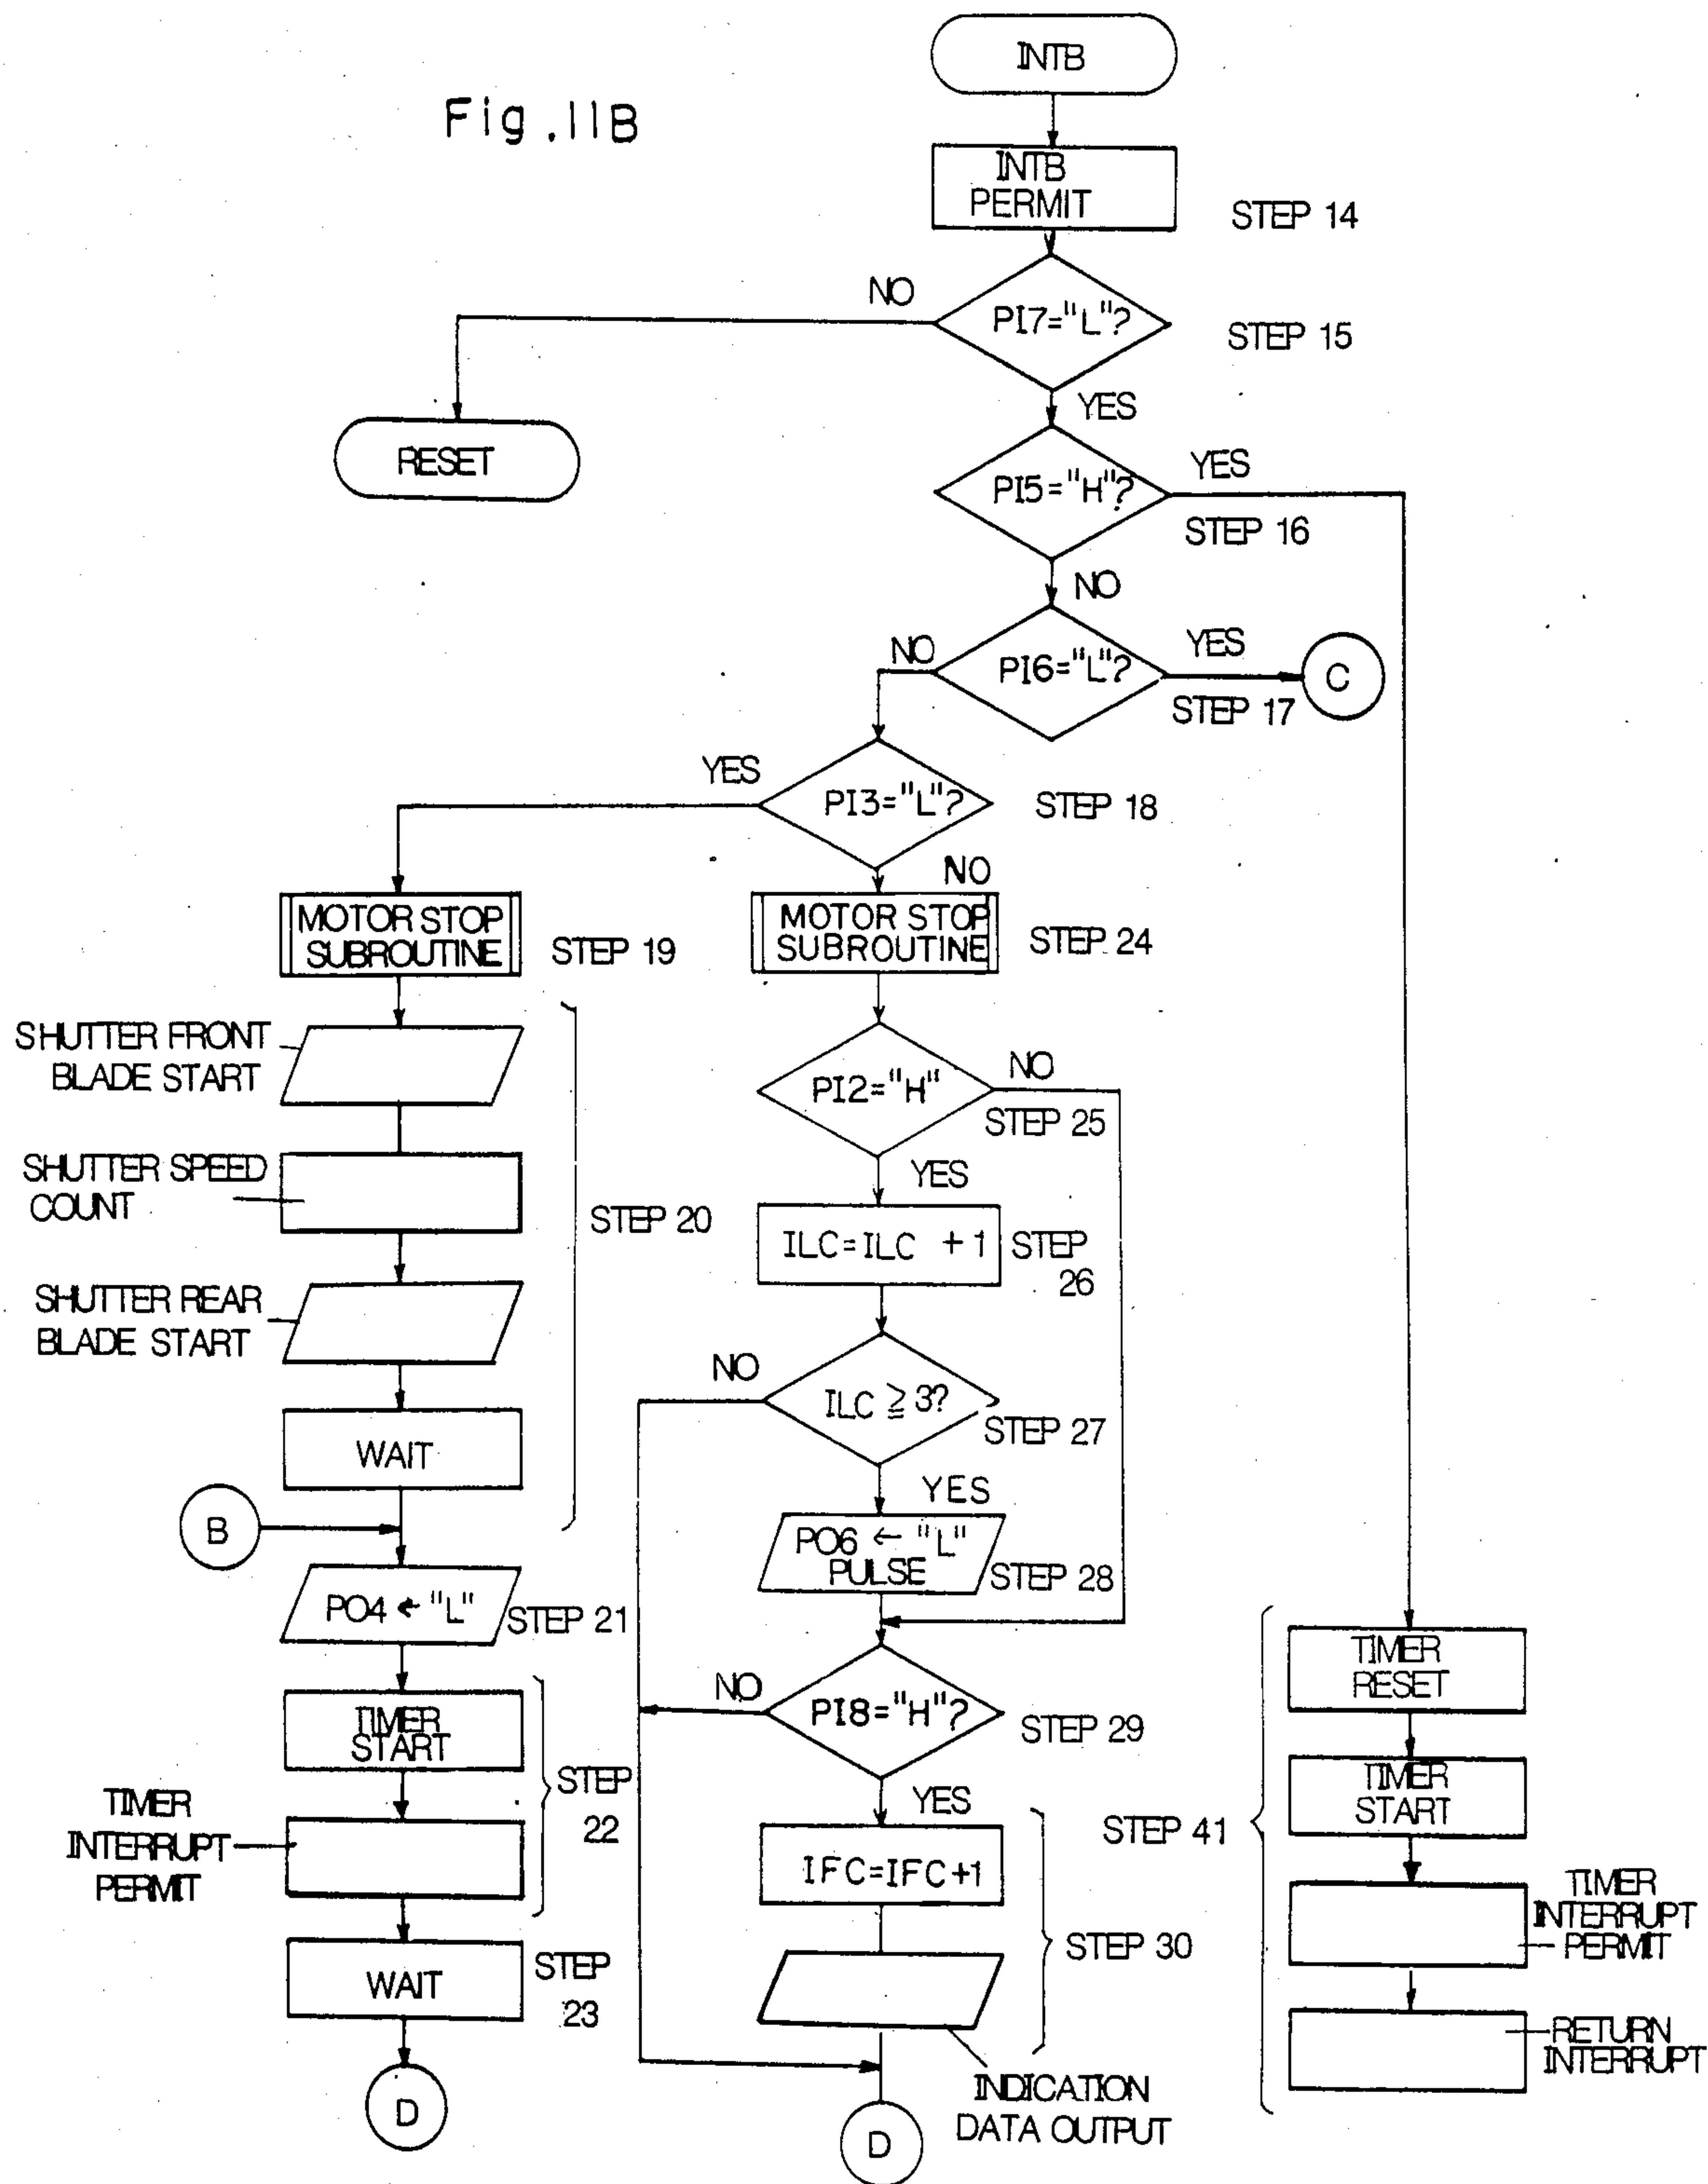 Fig.11B
INTB
INTB
PERMIT
STEP 14
NO
PI7="L"?
STEP 15
YES
RESET
PI5="H"?
YES
STEP 16
NO
NO
PI6="L"?
YES
STEP 17
C
YES
PI3="L"?
STEP 18
NO
MOTOR STOP
SUBROUTINE
STEP 19
MOTOR STOP
SUBROUTINE
STEP 24
SHUTTER FRONT
BLADE START
PI2="H"
NO
STEP 25
YES
SHUTTER SPEED
COUNT
STEP 20
ILC=ILC +1
STEP
26
SHUTTER REAR
BLADE START
NO
ILC ≧ 3?
STEP 27
WAIT
YES
B
PO6 ← "L"
PULSE
STEP 28
PO4 ← "L"
STEP 21
NO
PI8="H"?
STEP 29
TIMER
RESET
TIMER
START
STEP
22
YES
STEP 41
TIMER
START
TIMER
INTERRUPT
PERMIT
IFC=IFC+1
STEP 30
TIMER
INTERRUPT
PERMIT
WAIT
STEP
23
RETURN
INTERRUPT
INDICATION
DATA OUTPUT
D
D